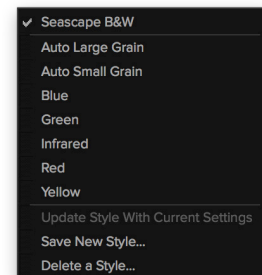 Seascape B&W
Auto Large Grain
Auto Small Grain
Blue
Green
Infrared
Red
Yellow
Update Style With Current Settings
Save New Style...
Delete a Style...